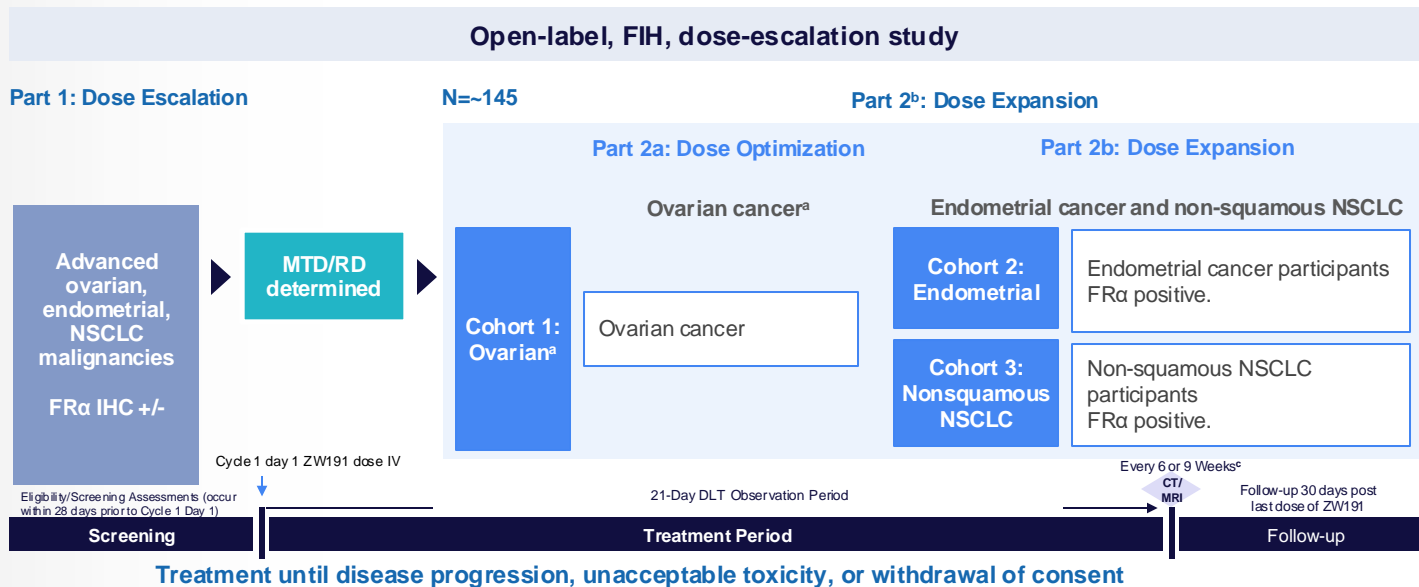 Open-label, FIH, dose-escalation study
Part 1: Dose Escalation
N=~145
Part 2ᵇ: Dose Expansion
Part 2a: Dose Optimization
Part 2b: Dose Expansion
Ovarian cancerᵃ
Endometrial cancer and non-squamous NSCLC
Advanced
ovarian,
endometrial,
NSCLC
malignancies
FRα IHC +/-
MTD/RD
determined
Cohort 1:
Ovarianᵃ
Ovarian cancer
Cohort 2:
Endometrial
Endometrial cancer participants
FRα positive.
Cohort 3:
Nonsquamous
NSCLC
Non-squamous NSCLC
participants
FRα positive.
Cycle 1 day 1 ZW191 dose IV
Every 6 or 9 Weeksᶜ
CT/
MRI
Eligibility/Screening Assessments (occur
within 28 days prior to Cycle 1 Day 1)
21-Day DLT Observation Period
Follow-up 30 days post
last dose of ZW191
Screening
Treatment Period
Follow-up
Treatment until disease progression, unacceptable toxicity, or withdrawal of consent